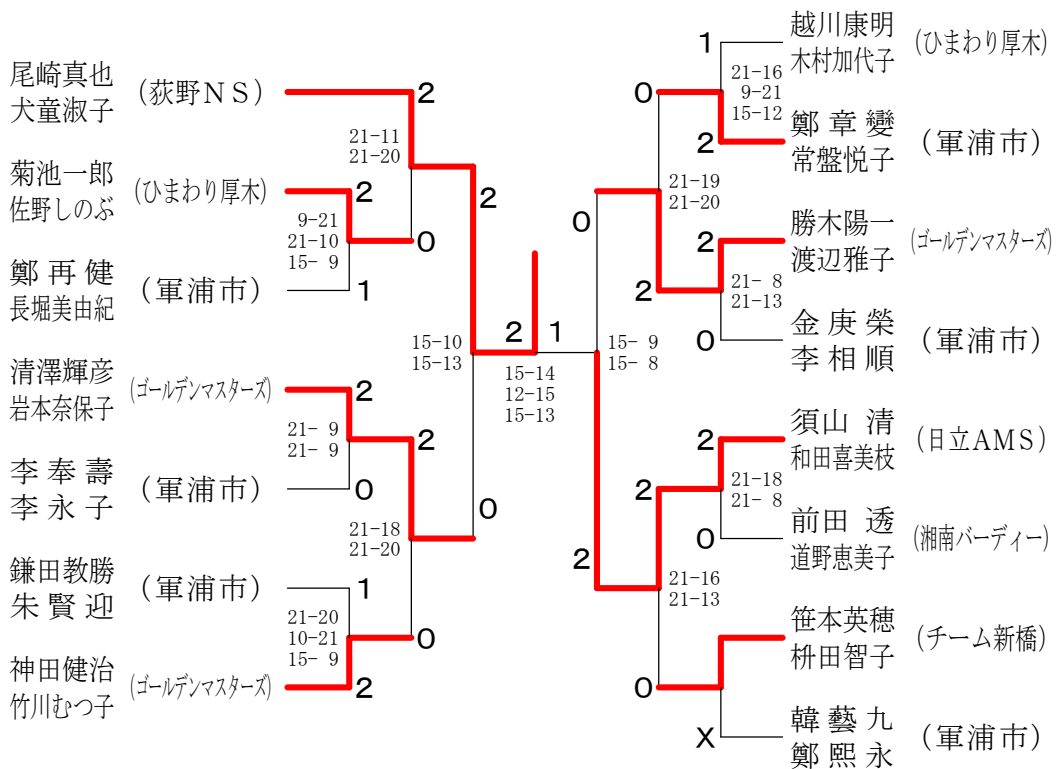 尾崎真也
犬童淑子
(荻野NS)
2
21-11
21-20
菊池一郎
佐野しのぶ
(ひまわり厚木)
2
9-21
21-10
15- 9
0
鄭再健
長堀美由紀
(軍浦市)
1
2
清澤輝彦
岩本奈保子
(ゴールデンマスターズ)
2
21- 9
21- 9
2
李奉壽
李永子
(軍浦市)
0
21-18
21-20
0
鎌田教勝
朱賢迎
(軍浦市)
1
21-20
10-21
15- 9
0
神田健治
竹川むつ子
(ゴールデンマスターズ)
2
15-10
15-13
2
1
15-14
12-15
15-13
15- 9
15- 8
越川康明
木村加代子
(ひまわり厚木)
1
21-16
9-21
15-12
0
鄭章變
常盤悦子
(軍浦市)
2
21-19
21-20
0
勝木陽一
渡辺雅子
(ゴールデンマスターズ)
2
21- 8
21-13
2
金庚榮
李相順
(軍浦市)
0
須山 清
和田喜美枝
(日立AMS)
2
21-18
21- 8
2
前田 透
道野恵美子
(湘南バーディー)
0
2
21-16
21-13
笹本英穂
枡田智子
(チーム新橋)
0
韓藝九
鄭熙永
(軍浦市)
X